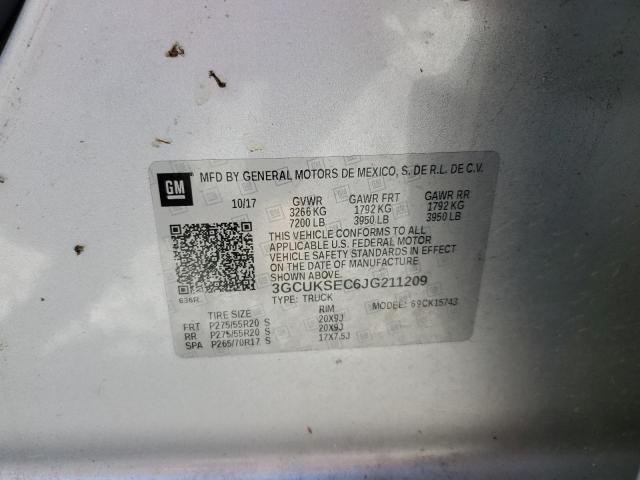 GM MFD BY GENERAL MOTORS DE MEXICO, S. DE R.L. DE C.V.
10/17 GVWR GAWR FRT GAWR RR
3266 KG 1792 KG 1792 KG
7200 LB 3950 LB 3950 LB
THIS VEHICLE CONFORMS TO ALL
APPLICABLE U.S. FEDERAL MOTOR
VEHICLE SAFETY STANDARDS IN EFFECT
ON THE DATE OF MANUFACTURE
SHOWN ABOVE.
3GCUKSEC6JG211209
636R TYPE: TRUCK MODEL: 69CK15743
TIRE SIZE RIM
FRT P275/55R20 S 20X9J
RR P275/55R20 S 20X9J
SPA P265/70R17 S 17X7.5J